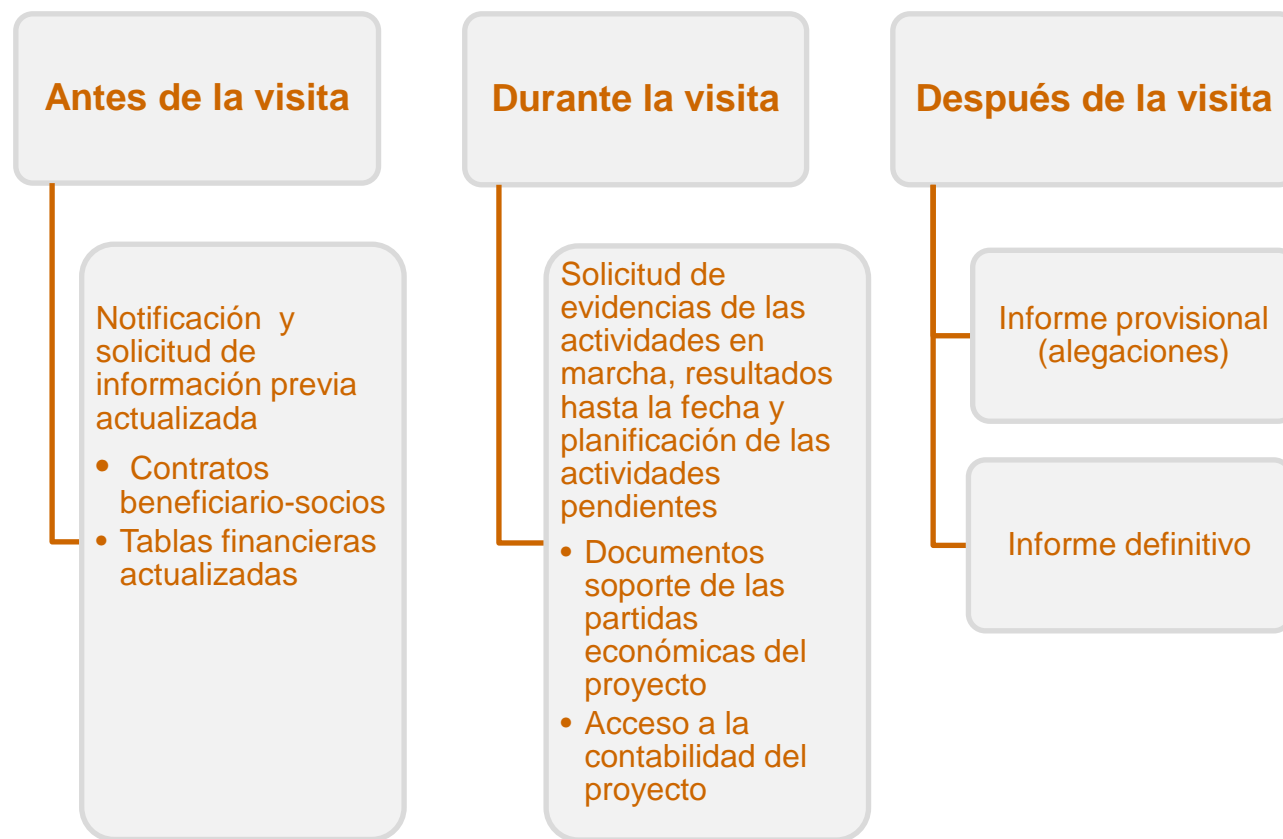 Antes de la visita
Notificación y
solicitud de
información previa
actualizada
• Contratos
beneficiario-socios
• Tablas financieras
actualizadas
Durante la visita
Solicitud de
evidencias de las
actividades en
marcha, resultados
hasta la fecha y
planificación de las
actividades
pendientes
• Documentos
soporte de las
partidas
económicas del
proyecto
• Acceso a la
contabilidad del
proyecto
Después de la visita
Informe provisional
(alegaciones)
Informe definitivo